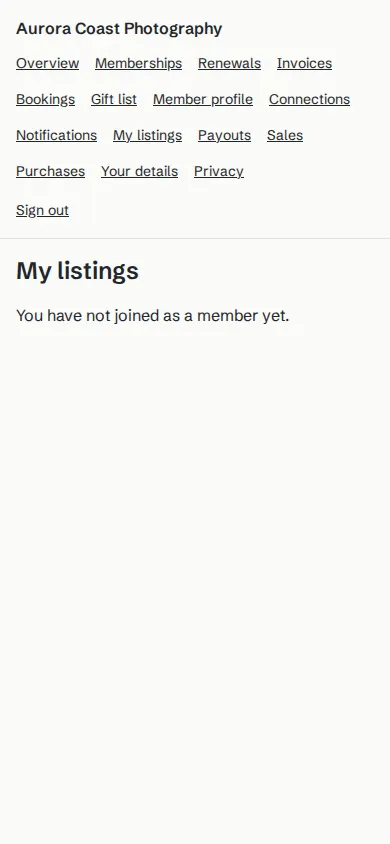 Aurora Coast Photography
Overview Memberships Renewals Invoices
Bookings Gift list Member profile Connections
Notifications My listings Payouts Sales
Purchases Your details Privacy
Sign out
My listings
You have not joined as a member yet.